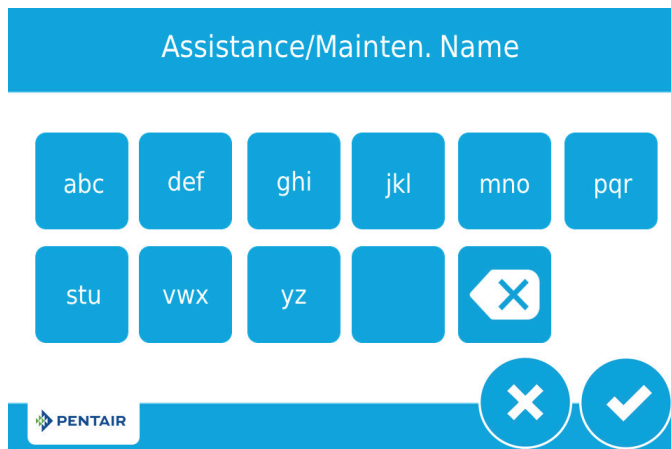 Assistance/Mainten. Name
abc def ghi jkl mno pqr
stu vwx yz
PENTAIR